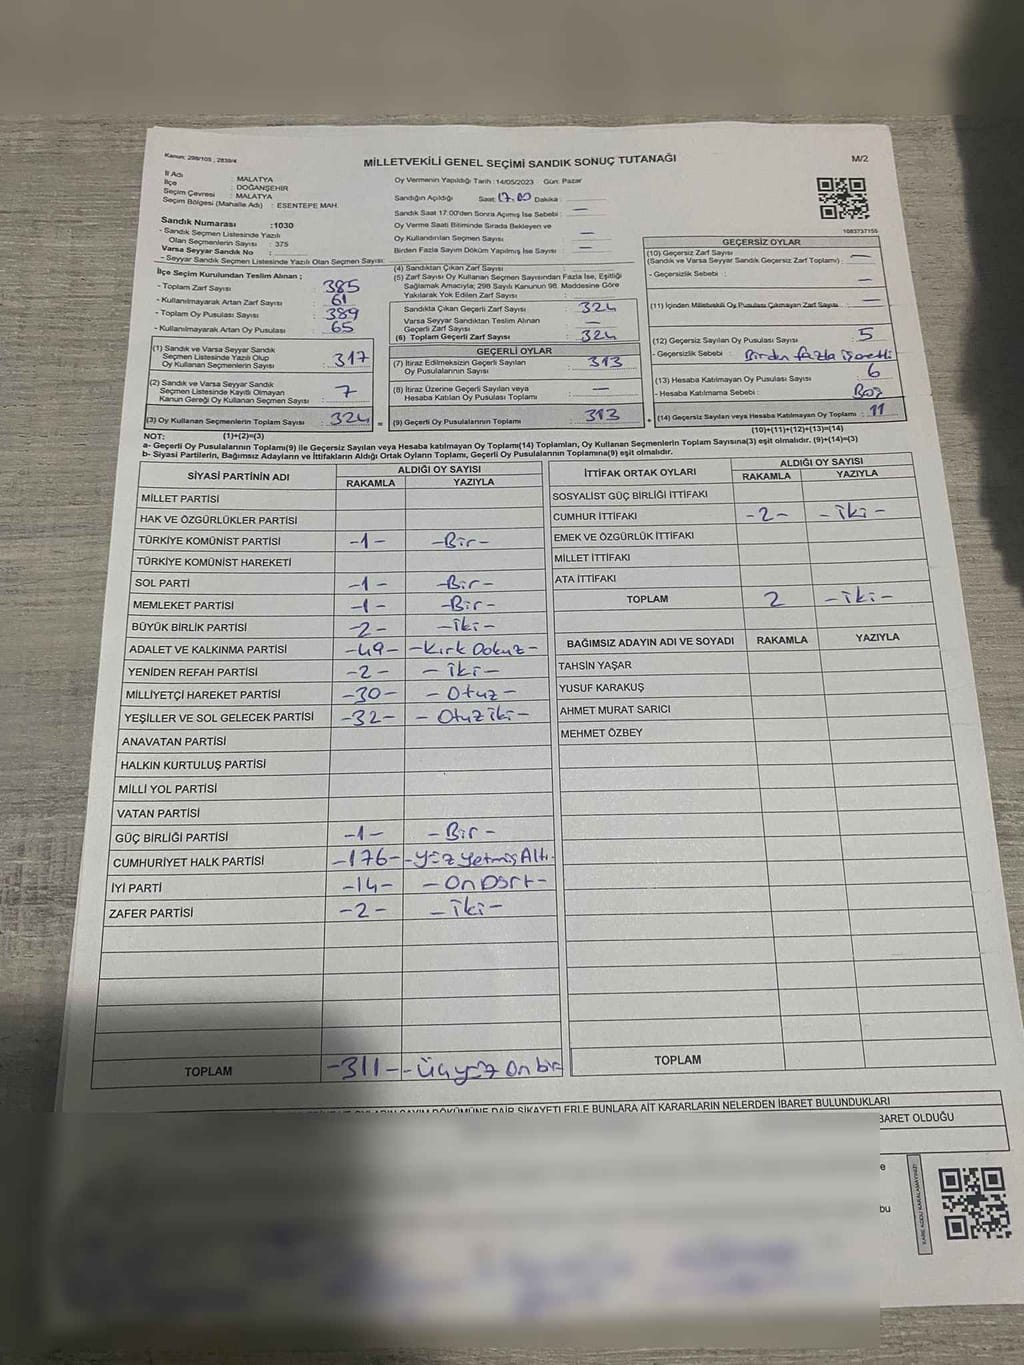 Kanun: 298/105 , 2839/4
MİLLETVEKİLİ GENEL SEÇİMİ SANDIK SONUÇ TUTANAĞI
M/2
İl Adı : MALATYA
İlçe : DOĞANŞEHİR
Seçim Çevresi : MALATYA
Seçim Bölgesi (Mahalle Adı) : ESENTEPE MAH.
Oy Vermenin Yapıldığı Tarih :14/05/2023 Gün: Pazar
Sandığın Açıldığı Saat: 17.00 Dakika :
Sandık Saat 17:00'den Sonra Açımış İse Sebebi : —
Oy Verme Saati Bitiminde Sırada Bekleyen ve
Oy Kullandırılan Seçmen Sayısı : —
Birden Fazla Sayım Döküm Yapılmış İse Sayısı : —
1083737155
Sandık Numarası :1030
- Sandık Seçmen Listesinde Yazılı
Olan Seçmenlerin Sayısı : 375
Varsa Seyyar Sandık No :
- Seyyar Sandık Seçmen Listesinde Yazılı Olan Seçmen Sayısı:
İlçe Seçim Kurulundan Teslim Alınan ;
- Toplam Zarf Sayısı : 385
- Kullanılmayarak Artan Zarf Sayısı : 61
- Toplam Oy Pusulası Sayısı : 389
- Kullanılmayarak Artan Oy Pusulası : 65
(1) Sandık ve Varsa Seyyar Sandık
Seçmen Listesinde Yazılı Olup
Oy Kullanan Seçmenlerin Sayısı : 317
(2) Sandık ve Varsa Seyyar Sandık
Seçmen Listesinde Kayıtlı Olmayan
Kanun Gereği Oy Kullanan Seçmen Sayısı : 7
(3) Oy Kullanan Seçmenlerin Toplam Sayısı : 324 =
(1)+(2)=(3)
(4) Sandıktan Çıkan Zarf Sayısı :
(5) Zarf Sayısı Oy Kullanan Seçmen Sayısından Fazla İse, Eşitliği
Sağlamak Amacıyla; 298 Sayılı Kanunun 98. Maddesine Göre
Yakılarak Yok Edilen Zarf Sayısı :
Sandıkta Çıkan Geçerli Zarf Sayısı : 324
Varsa Seyyar Sandıktan Teslim Alınan
Geçerli Zarf Sayısı : —
(6) Toplam Geçerli Zarf Sayısı : 324
GEÇERLİ OYLAR
(7) İtiraz Edilmeksizin Geçerli Sayılan
Oy Pusulalarının Sayısı : 313
(8) İtiraz Üzerine Geçerli Sayılan veya
Hesaba Katılan Oy Pusulası Toplamı : —
(9) Geçerli Oy Pusulalarının Toplamı : 313 +
GEÇERSİZ OYLAR
(10) Geçersiz Zarf Sayısı
(Sandık ve Varsa Seyyar Sandık Geçersiz Zarf Toplamı) : —
- Geçersizlik Sebebi : —
(11) İçinden Milletvekili Oy Pusulası Çıkmayan Zarf Sayısı : —
(12) Geçersiz Sayılan Oy Pusulası Sayısı : 5
- Geçersizlik Sebebi : Birden fazla işaretli
(13) Hesaba Katılmayan Oy Pusulası Sayısı : 6
- Hesaba Katılmama Sebebi : Boş
(14) Geçersiz Sayılan veya Hesaba Katılmayan Oy Toplamı : 11
(10)+(11)+(12)+(13)=(14)
NOT:
a- Geçerli Oy Pusulalarının Toplamı(9) ile Geçersiz Sayılan veya Hesaba katılmayan Oy Toplamı(14) Toplamları, Oy Kullanan Seçmenlerin Toplam Sayısına(3) eşit olmalıdır. (9)+(14)=(3)
b- Siyasi Partilerin, Bağımsız Adayların ve İttifakların Aldığı Ortak Oyların Toplamı, Geçerli Oy Pusulalarının Toplamına(9) eşit olmalıdır.
SİYASİ PARTİNİN ADI ALDIĞI OY SAYISI
RAKAMLA YAZIYLA
MİLLET PARTİSİ
HAK VE ÖZGÜRLÜKLER PARTİSİ
TÜRKİYE KOMÜNİST PARTİSİ -1- -Bir-
TÜRKİYE KOMÜNİST HAREKETİ
SOL PARTİ -1- -Bir-
MEMLEKET PARTİSİ -1- -Bir-
BÜYÜK BİRLİK PARTİSİ -2- -İki-
ADALET VE KALKINMA PARTİSİ -49- -Kırk Dokuz-
YENİDEN REFAH PARTİSİ -2- -İki-
MİLLİYETÇİ HAREKET PARTİSİ -30- -Otuz-
YEŞİLLER VE SOL GELECEK PARTİSİ -32- -Otuz İki-
ANAVATAN PARTİSİ
HALKIN KURTULUŞ PARTİSİ
MİLLİ YOL PARTİSİ
VATAN PARTİSİ
GÜÇ BİRLİĞİ PARTİSİ -1- -Bir-
CUMHURİYET HALK PARTİSİ -176- -Yüz Yetmiş Altı-
İYİ PARTİ -14- -On Dört-
ZAFER PARTİSİ -2- -İki-
TOPLAM -311- -Üçyüz On bir
İTTİFAK ORTAK OYLARI ALDIĞI OY SAYISI
RAKAMLA YAZIYLA
SOSYALİST GÜÇ BİRLİĞİ İTTİFAKI
CUMHUR İTTİFAKI -2- -İki-
EMEK VE ÖZGÜRLÜK İTTİFAKI
MİLLET İTTİFAKI
ATA İTTİFAKI
TOPLAM 2 -İki-
BAĞIMSIZ ADAYIN ADI VE SOYADI RAKAMLA YAZIYLA
TAHSİN YAŞAR
YUSUF KARAKUŞ
AHMET MURAT SARICI
MEHMET ÖZBEY
TOPLAM
SAYIM DÖKÜMÜNE DAİR ŞİKAYETLERLE BUNLARA AİT KARARLARIN NELERDEN İBARET BULUNDUKLARI
BARET OLDUĞU
e
bu
KARE KODU KARALAMAYINIZ!